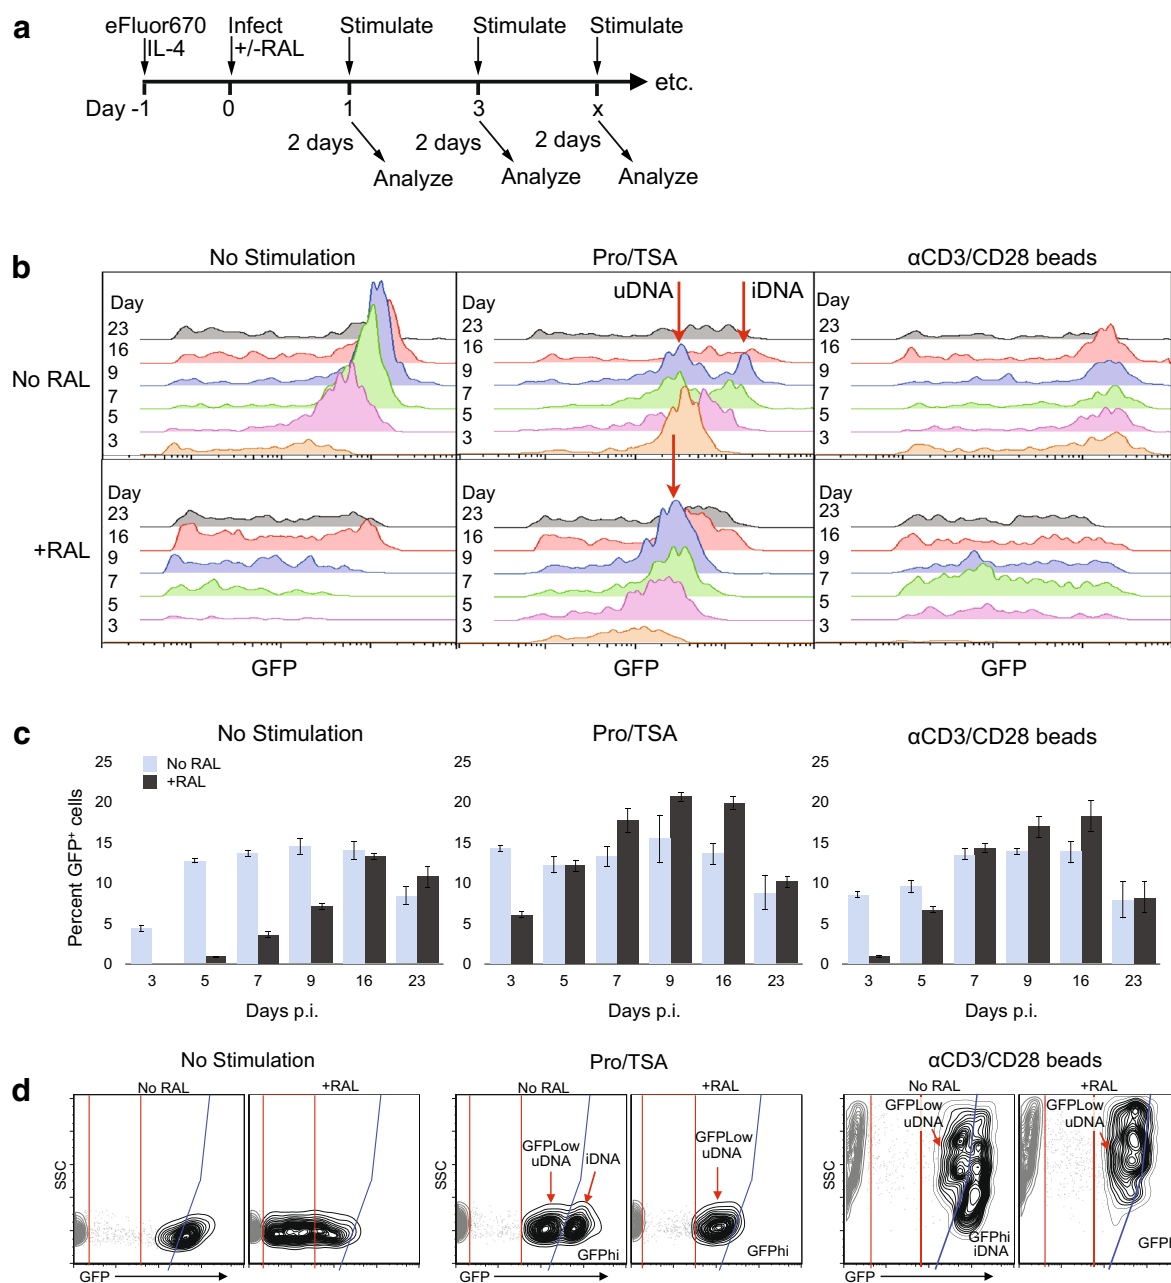 a
eFluor670 Infect Stimulate Stimulate Stimulate
IL-4 +/-RAL
etc.
Day -1 0 1 3 x
2 days 2 days 2 days
Analyze Analyze Analyze
b
No Stimulation Pro/TSA αCD3/CD28 beads
No RAL
Day
23
16
9
7
5
3
uDNA iDNA
Day
23
16
9
7
5
3
Day
23
16
9
7
5
3
+RAL
Day
23
16
9
7
5
3
Day
23
16
9
7
5
3
Day
23
16
9
7
5
3
GFP GFP GFP
c
No Stimulation Pro/TSA αCD3/CD28 beads
No RAL
+RAL
Percent GFP+ cells
25
20
15
10
5
0
3 5 7 9 16 23
Days p.i.
25
20
15
10
5
0
3 5 7 9 16 23
Days p.i.
25
20
15
10
5
0
3 5 7 9 16 23
Days p.i.
d
No Stimulation Pro/TSA αCD3/CD28 beads
No RAL +RAL
SSC
GFP
No RAL +RAL
SSC
GFPLow
uDNA iDNA
GFPhi
GFPLow
uDNA
GFPhi
GFP
No RAL +RAL
SSC
GFPLow
uDNA
GFPhi
iDNA
GFPLow
uDNA
GFP